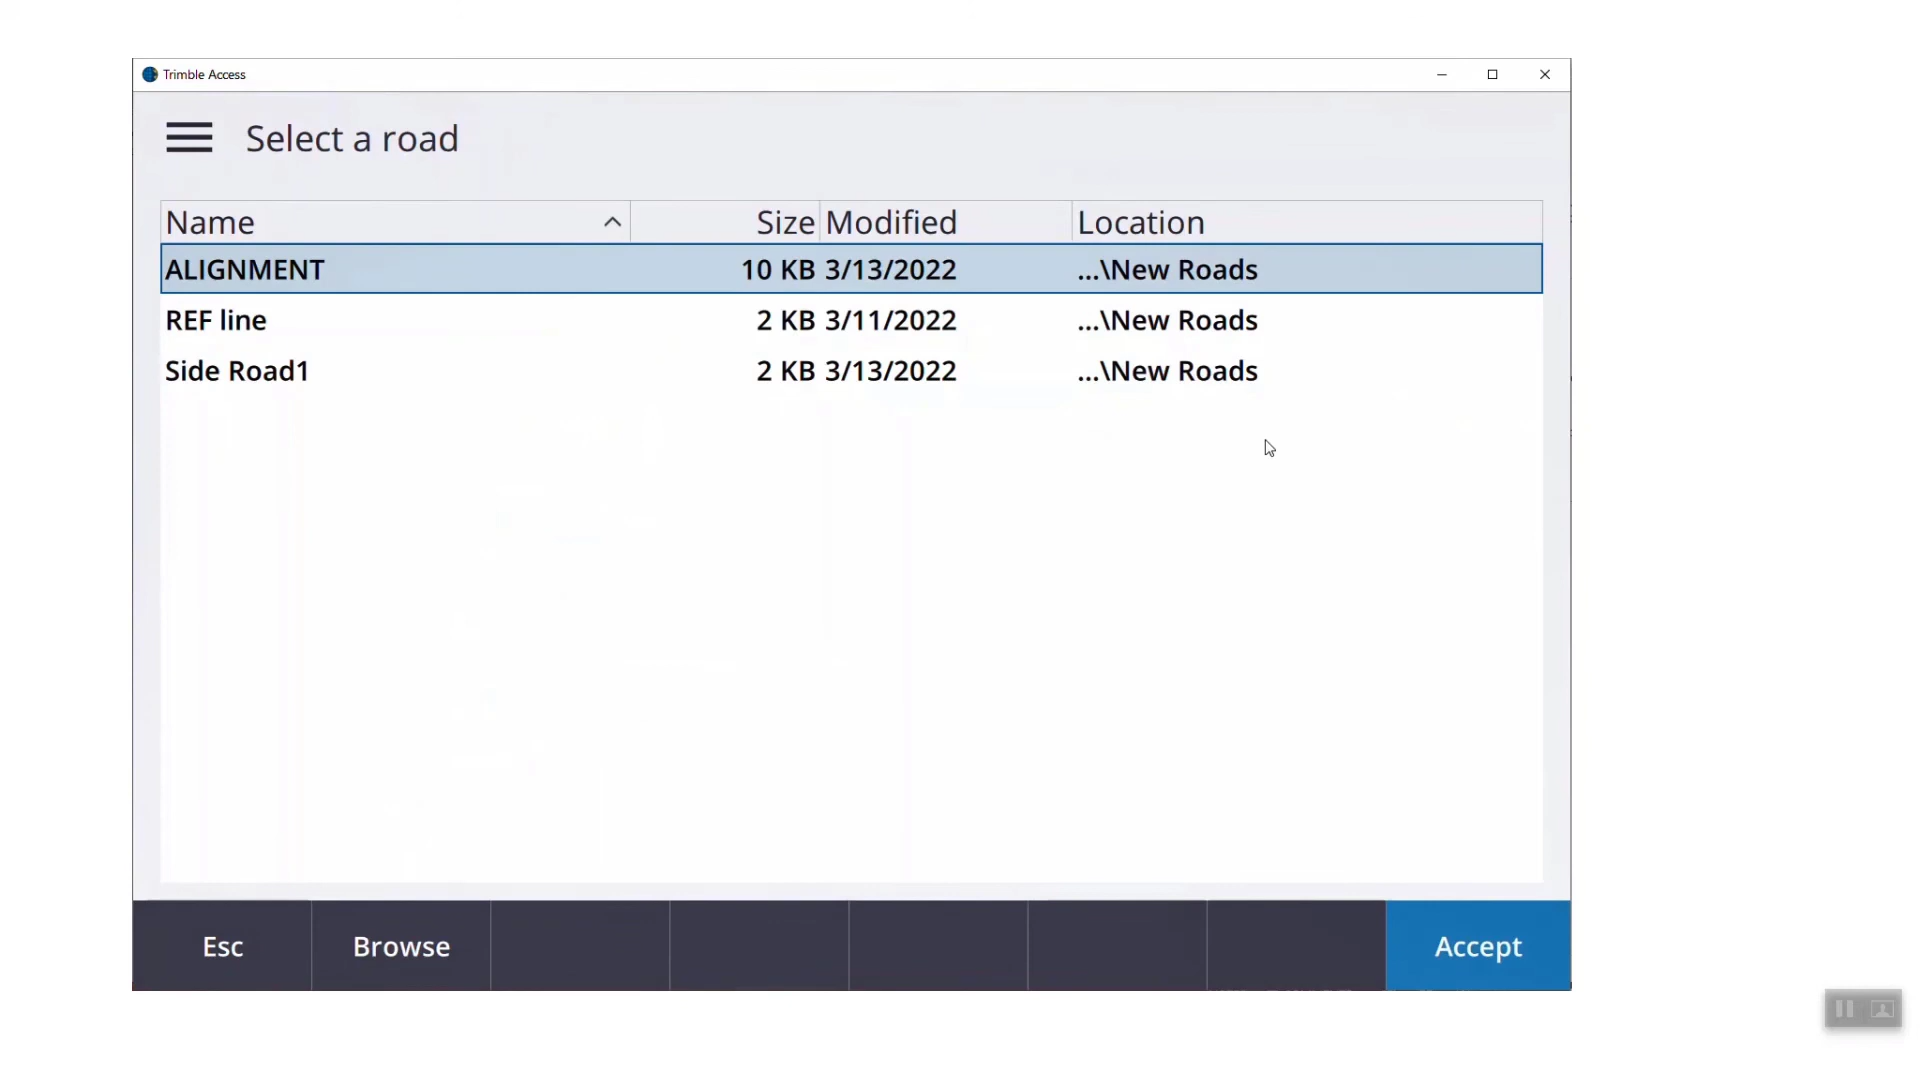 Trimble Access
Select a road
Name Size Modified Location
ALIGNMENT 10 KB 3/13/2022 ...\New Roads
REF line 2 KB 3/11/2022 ...\New Roads
Side Road1 2 KB 3/13/2022 ...\New Roads
Esc Browse Accept